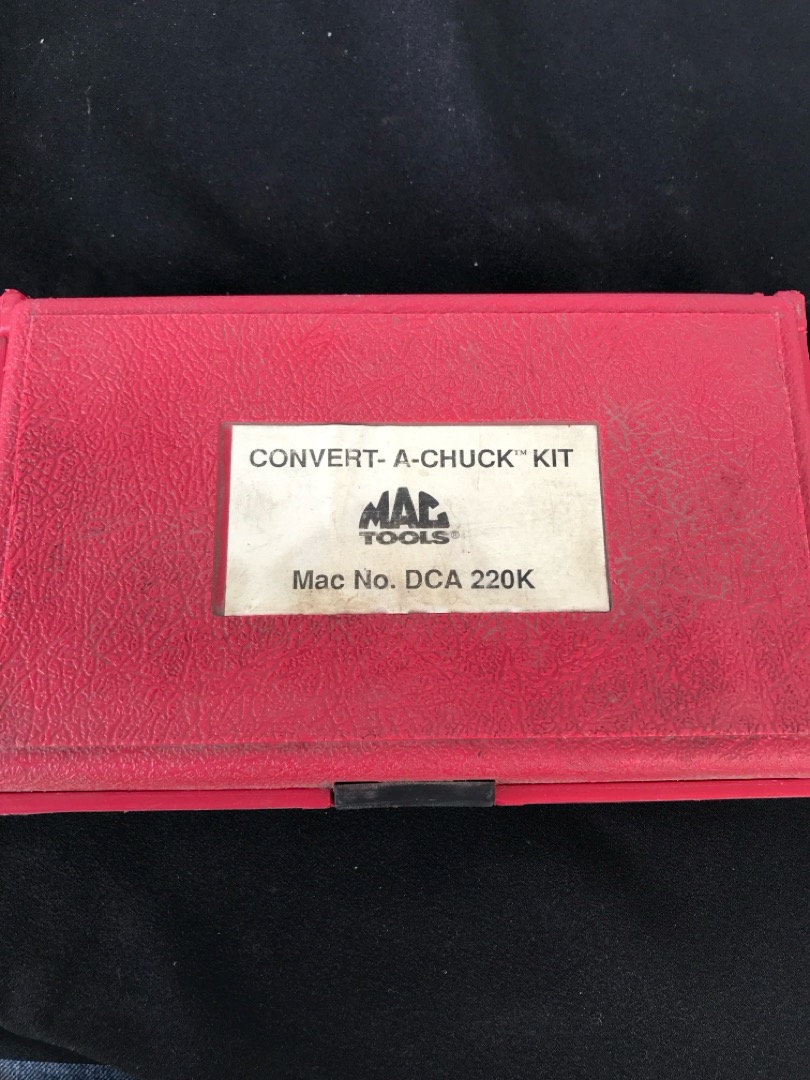 CONVERT- A-CHUCK™ KIT
MAC
TOOLS®
Mac No. DCA 220K